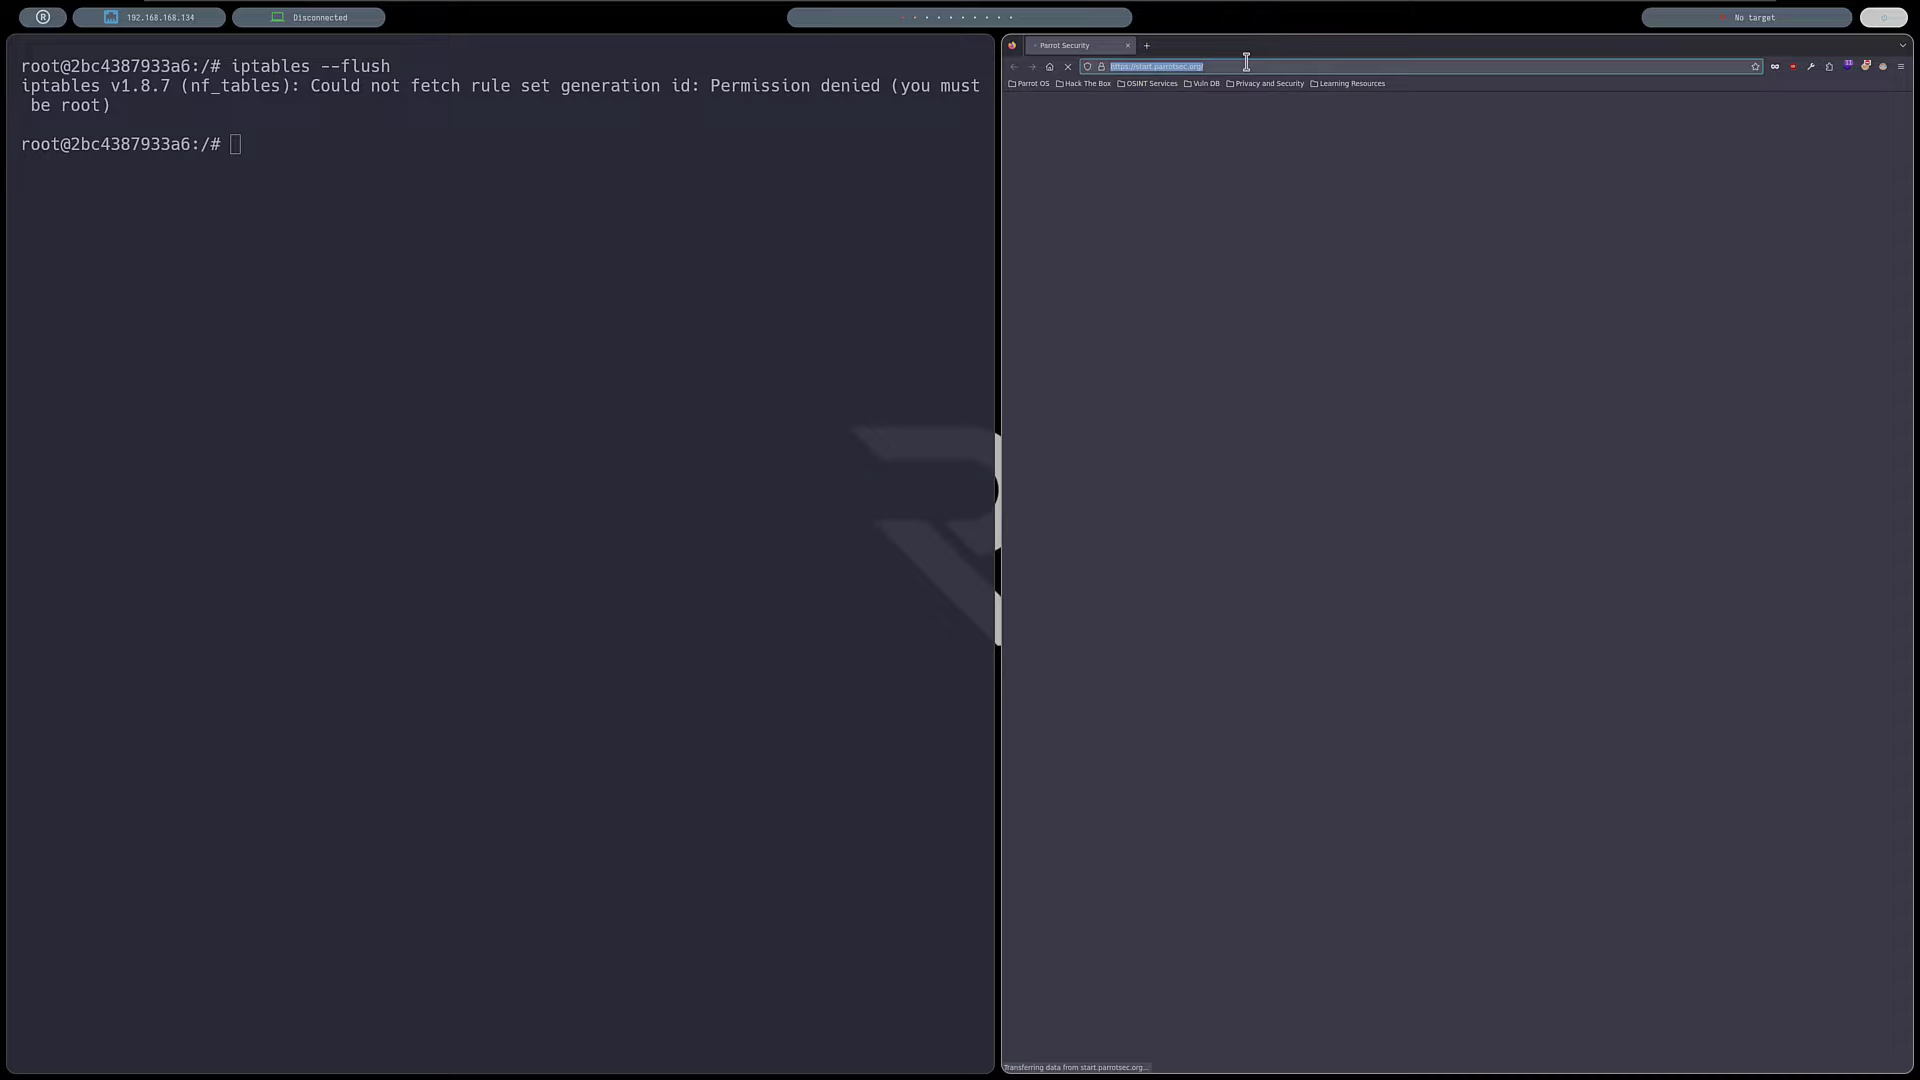 192.168.168.134
Disconnected
No target
root@2bc4387933a6:/# iptables --flush
iptables v1.8.7 (nf_tables): Could not fetch rule set generation id: Permission denied (you must
be root)
root@2bc4387933a6:/#
Parrot Security
https://start.parrotsec.org/
11
Parrot OS Hack The Box OSINT Services Vuln DB Privacy and Security Learning Resources
Transferring data from start.parrotsec.org...